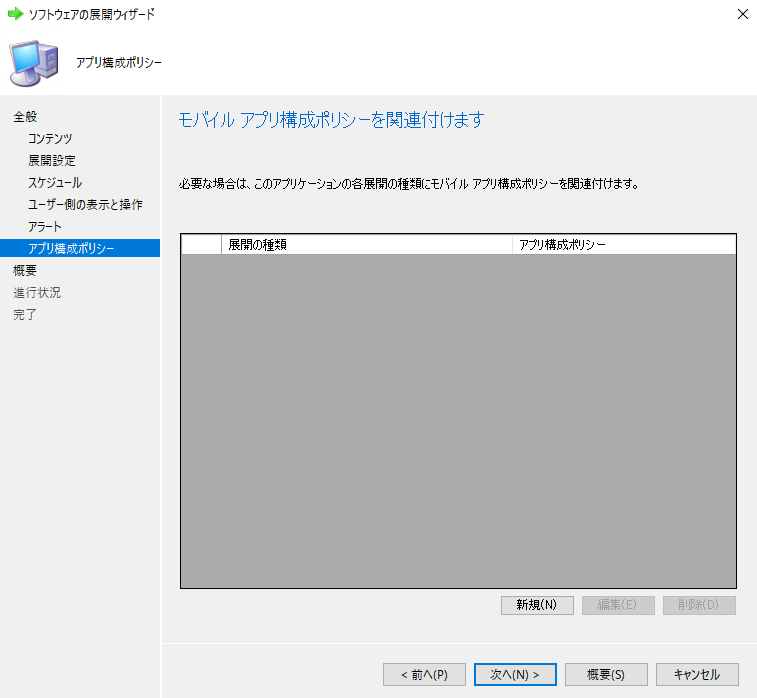 ソフトウェアの展開ウィザード
アプリ構成ポリシー
全般
コンテンツ
展開設定
スケジュール
ユーザー側の表示と操作
アラート
アプリ構成ポリシー
概要
進行状況
完了
モバイル アプリ構成ポリシーを関連付けます
必要な場合は、このアプリケーションの各展開の種類にモバイル アプリ構成ポリシーを関連付けます。
展開の種類 アプリ構成ポリシー
新規(N) 編集(E) 削除(D)
< 前へ(P) 次へ(N) > 概要(S) キャンセル